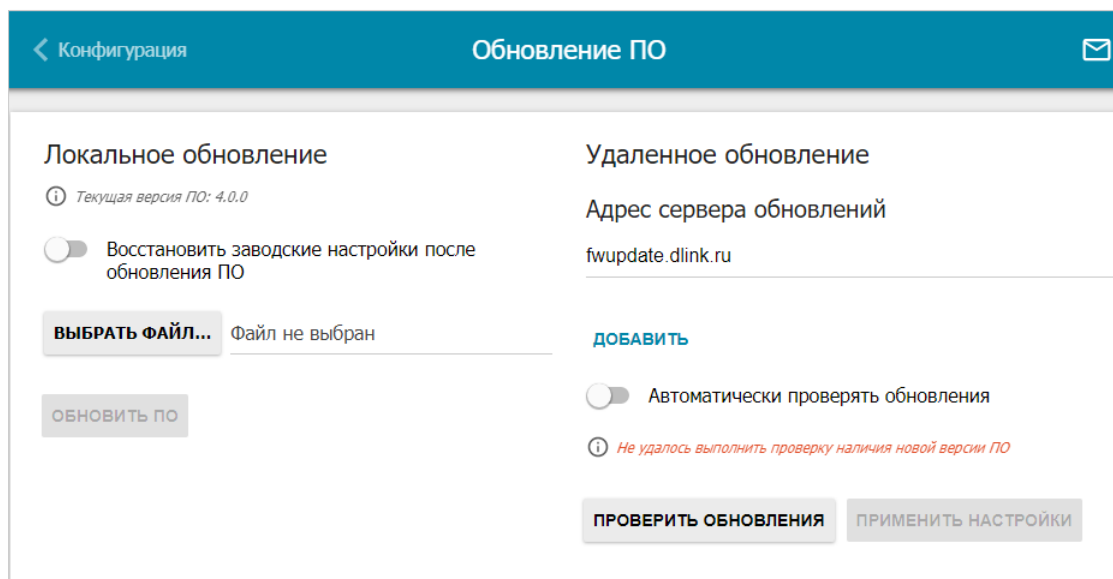 Конфигурация
Обновление ПО
Локальное обновление
Текущая версия ПО: 4.0.0
Восстановить заводские настройки после
обновления ПО
ВЫБРАТЬ ФАЙЛ... Файл не выбран
ОБНОВИТЬ ПО
Удаленное обновление
Адрес сервера обновлений
fwupdate.dlink.ru
ДОБАВИТЬ
Автоматически проверять обновления
Не удалось выполнить проверку наличия новой версии ПО
ПРОВЕРИТЬ ОБНОВЛЕНИЯ ПРИМЕНИТЬ НАСТРОЙКИ